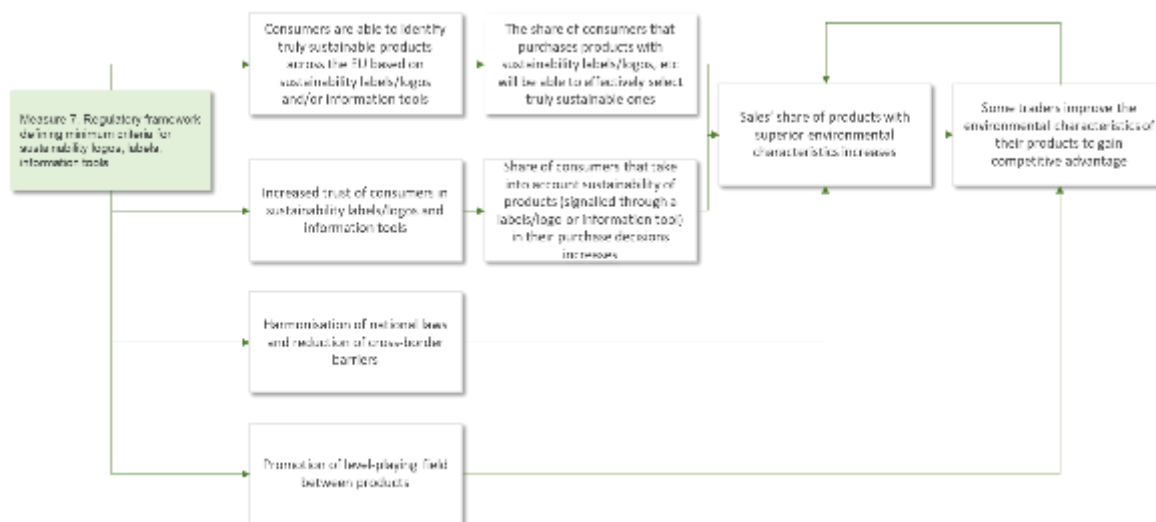 Measure 7. Regulatory framework
defining minimum criteria for
sustainability logos, labels,
information tools
Consumers are able to identify
truly sustainable products
across the EU based on
sustainability labels/logos
and/or information tools
The share of consumers that
purchases products with
sustainability labels/logos, etc
will be able to effectively select
truly sustainable ones
Increased trust of consumers in
sustainability labels/logos and
information tools
Share of consumers that take
into account sustainability of
products (signalled through a
labels/logo or information tool)
in their purchase decisions
increases
Sales' share of products with
superior environmental
characteristics increases
Some traders improve the
environmental characteristics of
their products to gain
competitive advantage
Harmonisation of national laws
and reduction of cross-border
barriers
Promotion of level-playing field
between products